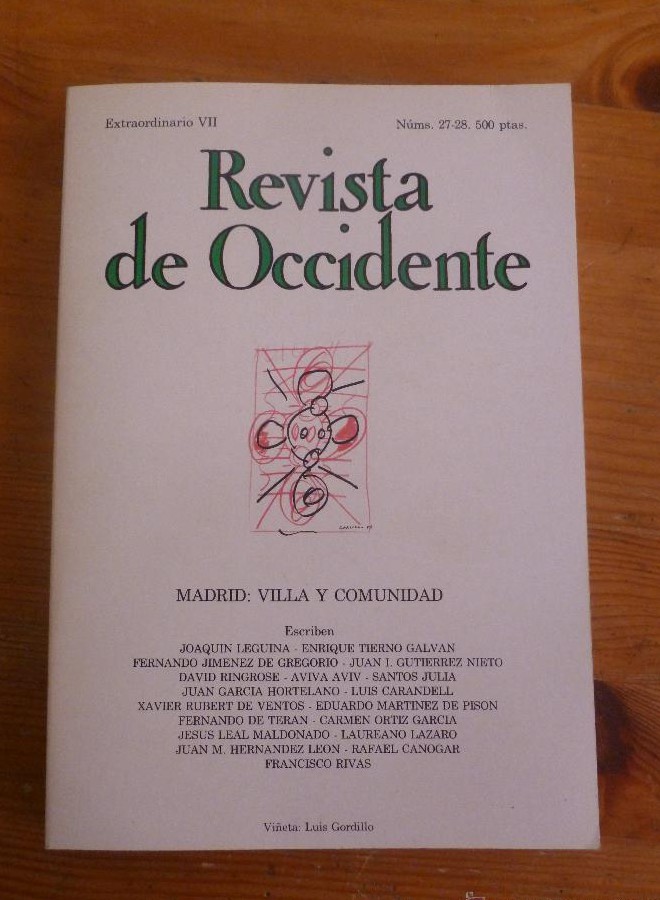 Extraordinario VII
Núms. 27-28. 500 ptas.
Revista
de Occidente
MADRID: VILLA Y COMUNIDAD
Escriben
JOAQUIN LEGUINA - ENRIQUE TIERNO GALVAN
FERNANDO JIMENEZ DE GREGORIO - JUAN I. GUTIERREZ NIETO
DAVID RINGROSE - AVIVA AVIV - SANTOS JULIA
JUAN GARCIA HORTELANO - LUIS CARANDELL
XAVIER RUBERT DE VENTOS - EDUARDO MARTINEZ DE PISON
FERNANDO DE TERAN - CARMEN ORTIZ GARCIA
JESUS LEAL MALDONADO - LAUREANO LAZARO
JUAN M. HERNANDEZ LEON - RAFAEL CANOGAR
FRANCISCO RIVAS
Viñeta: Luis Gordillo